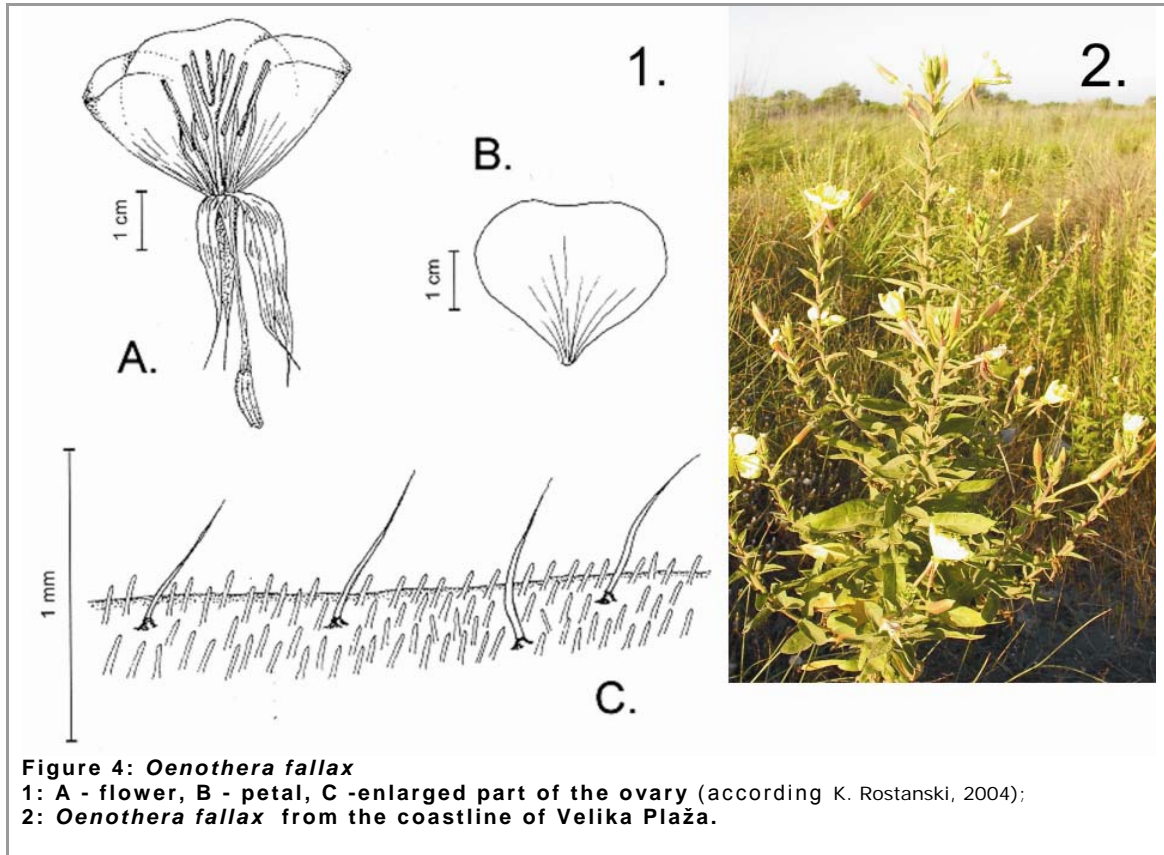 1.
2.
A.
1 cm
B.
1 cm
1 mm
C.
Figure 4: Oenothera fallax
1: A - flower, B - petal, C -enlarged part of the ovary (according K. Rostanski, 2004);
2: Oenothera fallax from the coastline of Velika Plaža.